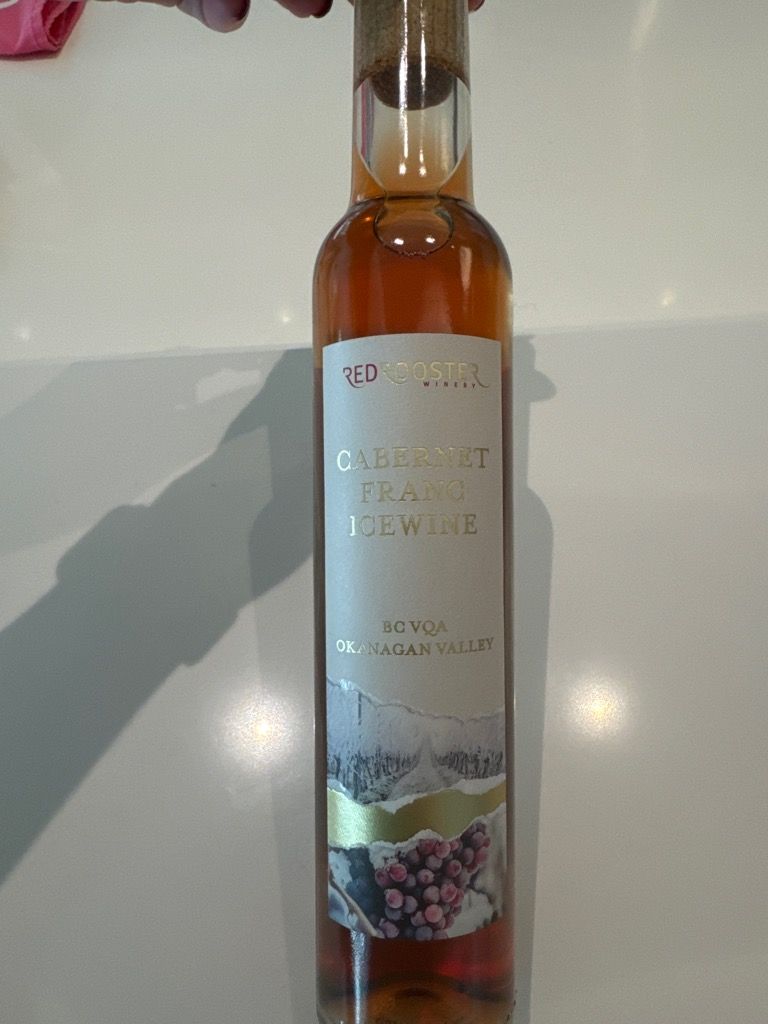 RED ROOSTER
WINERY
CABERNET
FRANC
ICEWINE
BC VQA
OKANAGAN VALLEY